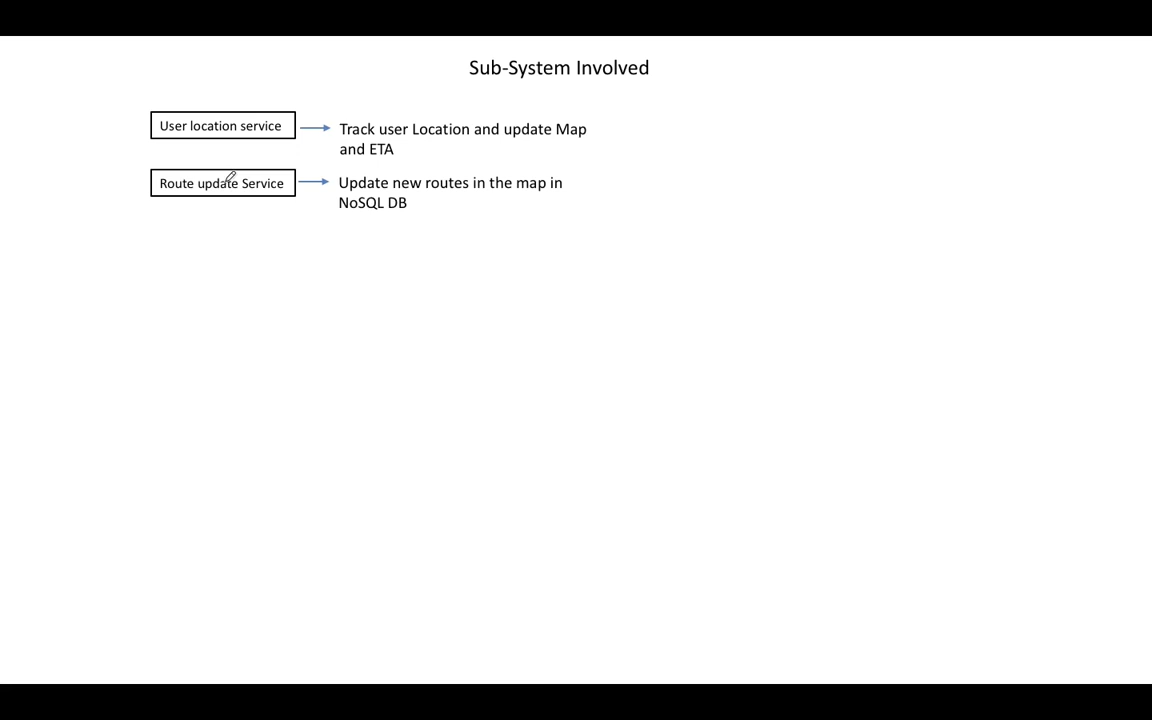 Sub-System Involved
User location service
Track user Location and update Map
and ETA
Route update Service
Update new routes in the map in
NoSQL DB